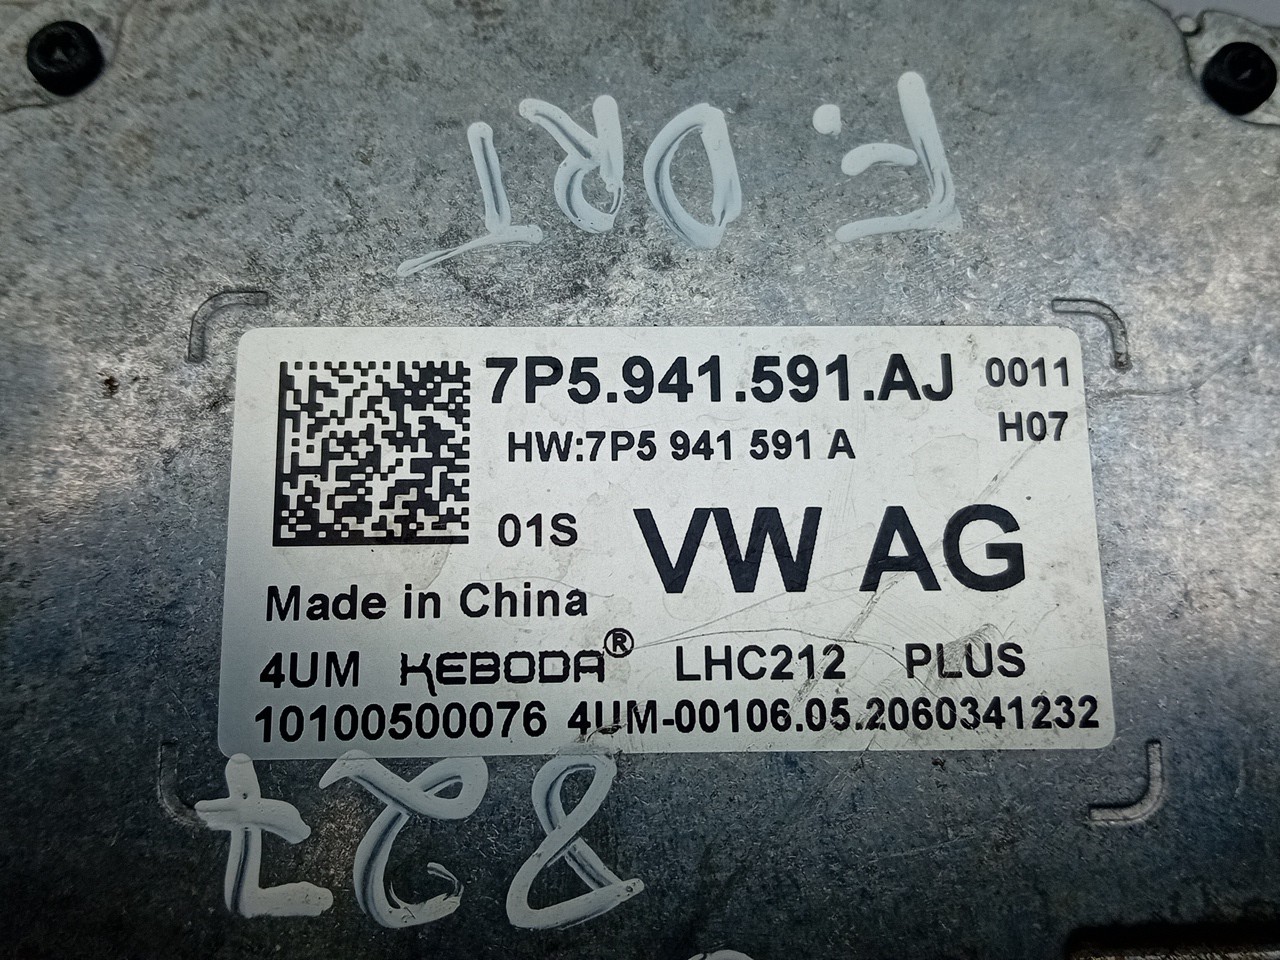 F. DRT
7P5.941.591.AJ 0011
H07
HW:7P5 941 591 A
01S VW AG
Made in China
4UM KEBODA® LHC212 PLUS
10100500076 4UM-00106.05.2060341232
827